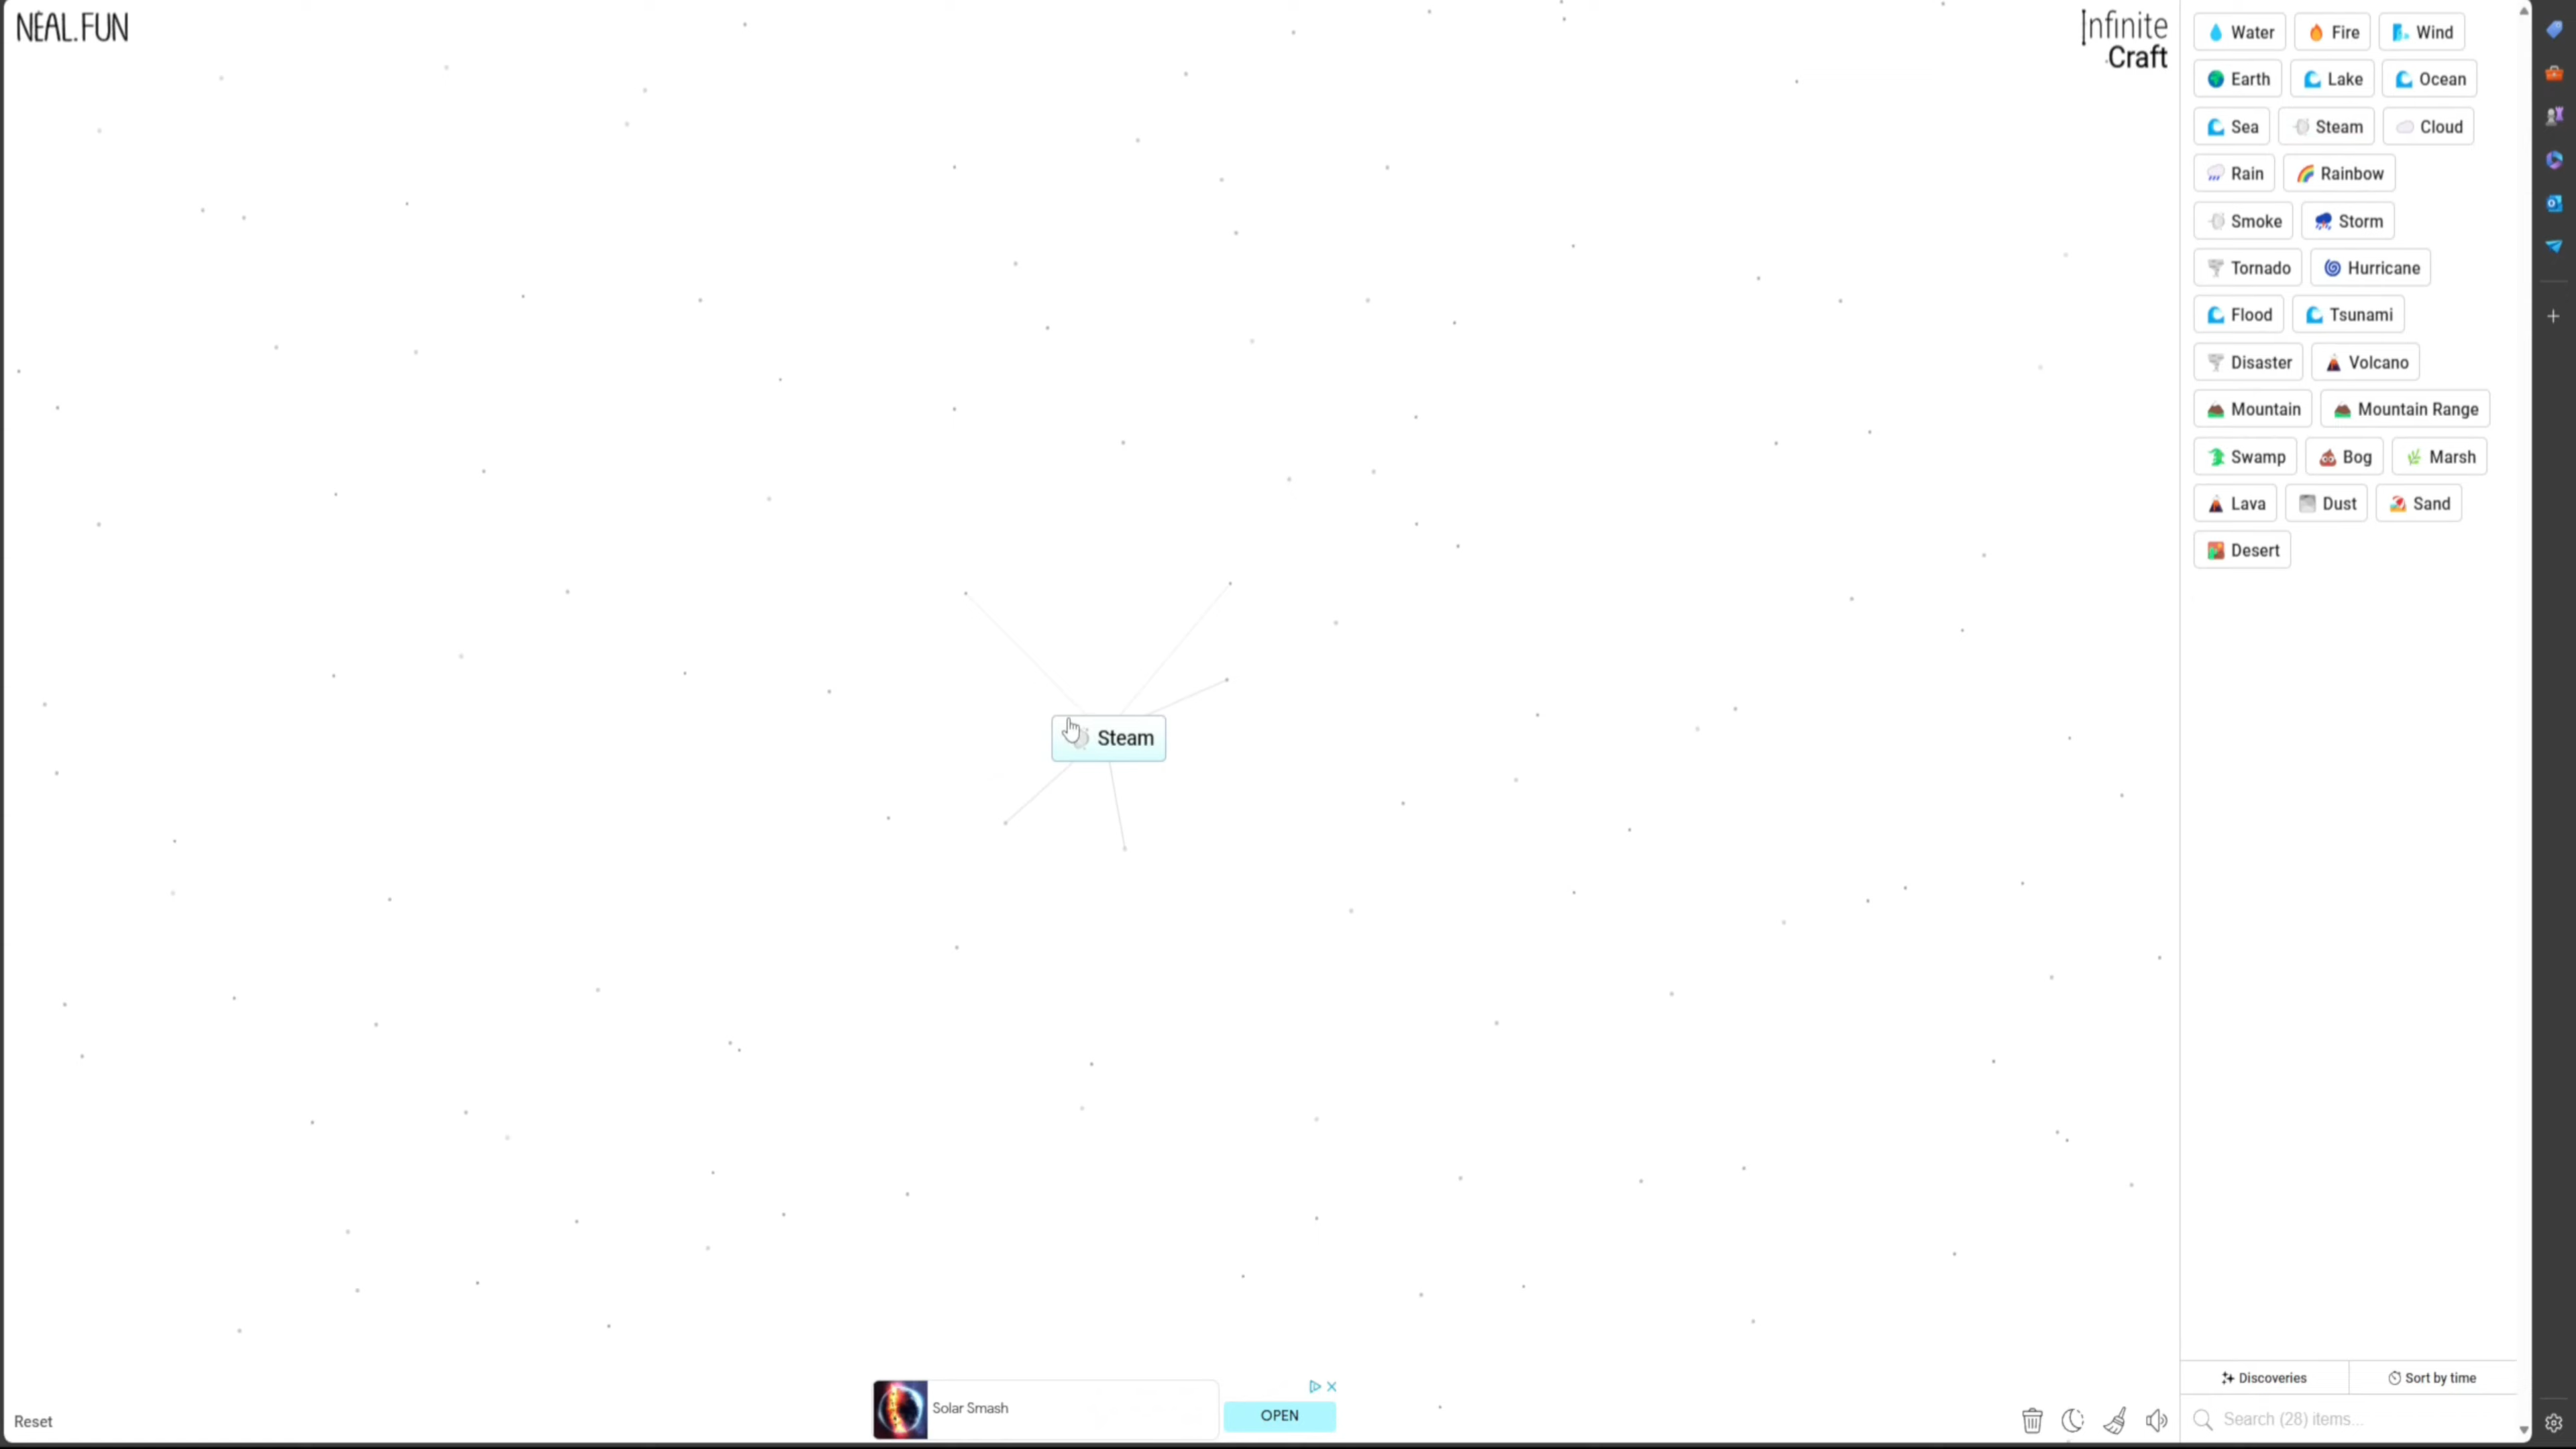 NEAL.FUN
Infinite
Craft
Water Fire Wind
Earth Lake Ocean
Sea Steam Cloud
Rain Rainbow
Smoke Storm
Tornado Hurricane
Flood Tsunami
Disaster Volcano
Mountain Mountain Range
Swamp Bog Marsh
Lava Dust Sand
Desert
Steam
Solar Smash
OPEN
Reset
Discoveries Sort by time
Search (28) items...